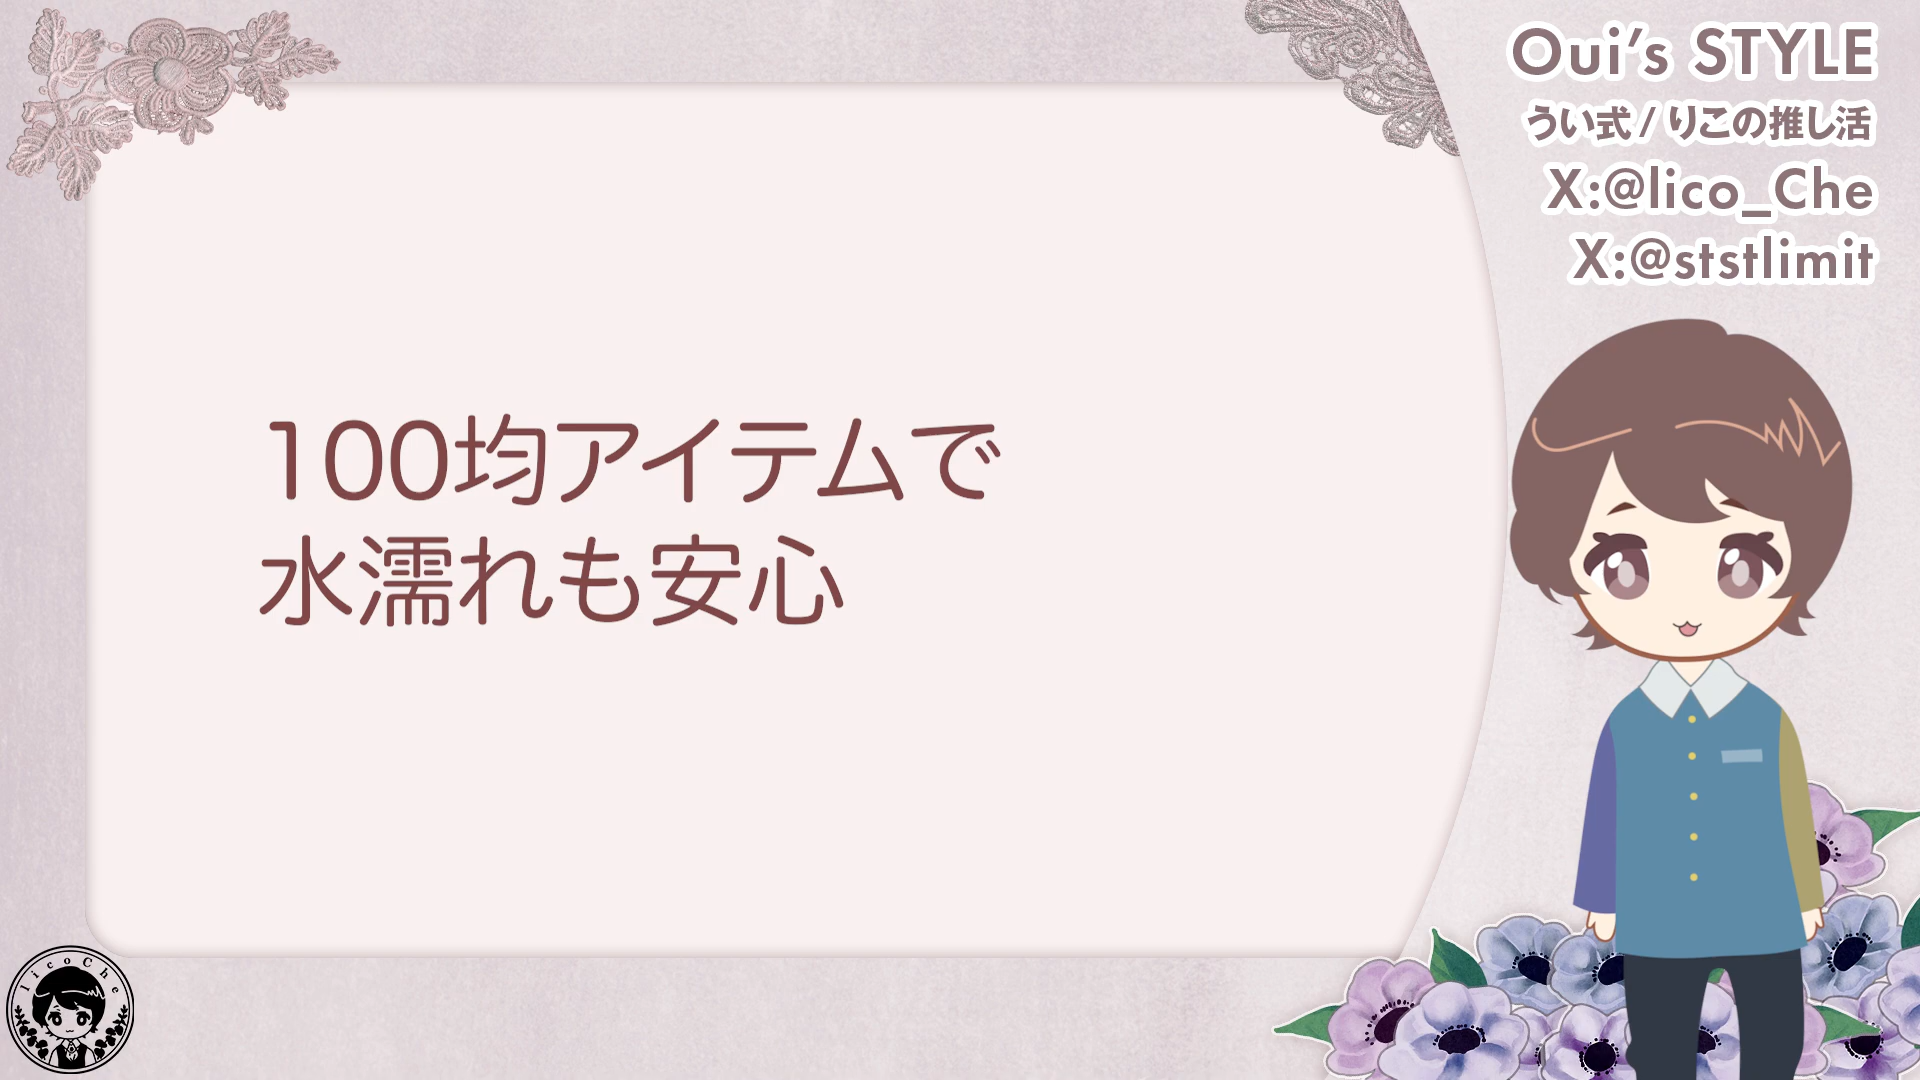 Oui's STYLE
うい式/りこの推し活
X:@lico_Che
X:@ststlimit
100均アイテムで
水濡れも安心
licoChe